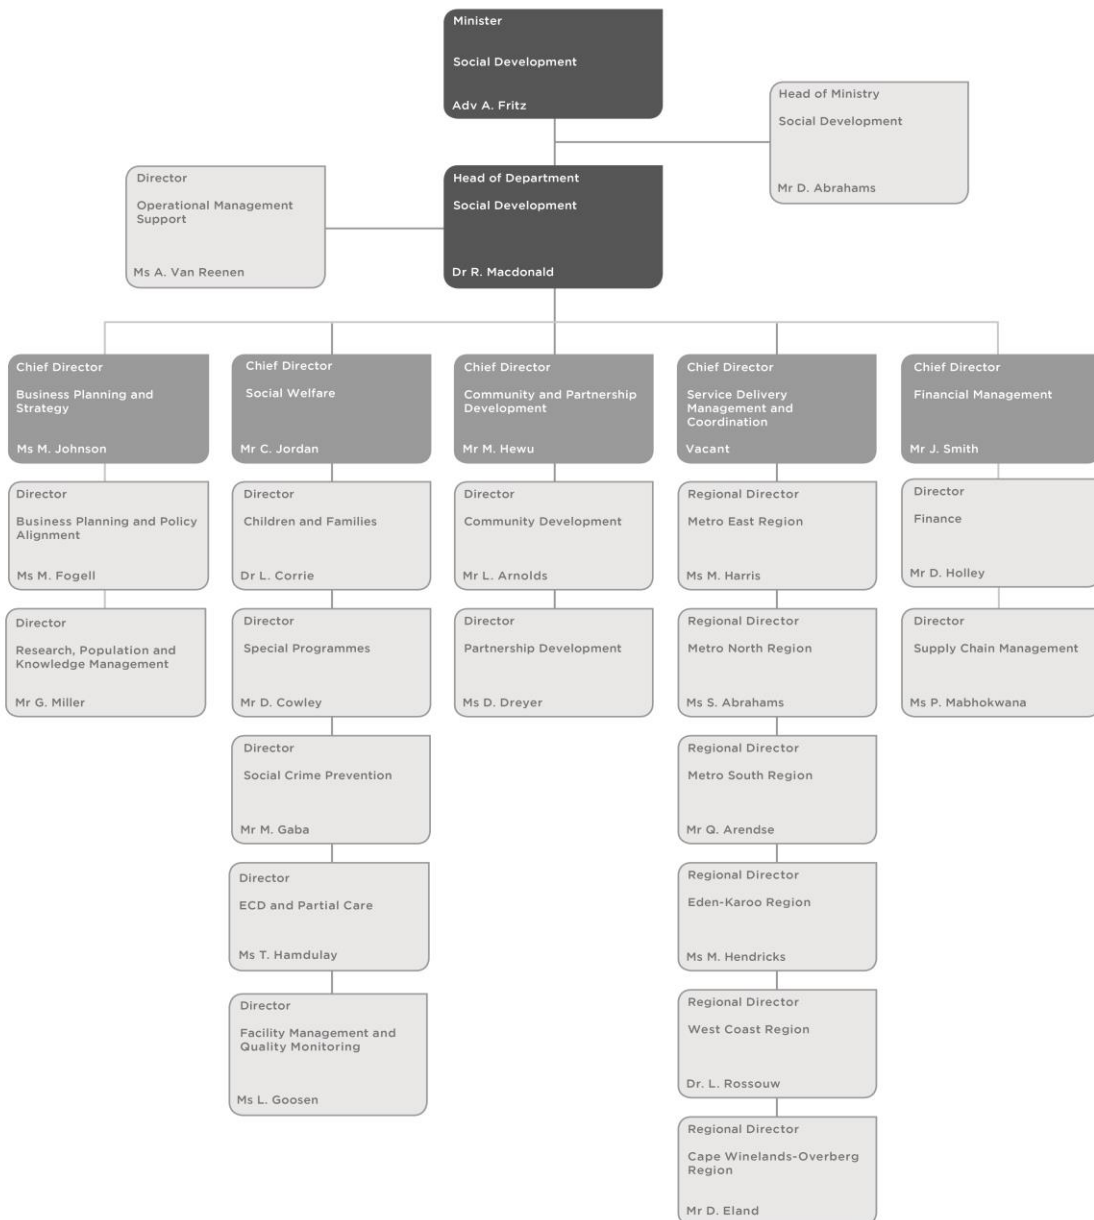 Minister
Social Development
Adv A. Fritz
Head of Ministry
Social Development
Mr D. Abrahams
Director
Operational Management
Support
Ms A. Van Reenen
Head of Department
Social Development
Dr R. Macdonald
Chief Director
Business Planning and
Strategy
Ms M. Johnson
Director
Business Planning and Policy
Alignment
Ms M. Fogell
Director
Research, Population and
Knowledge Management
Mr G. Miller
Chief Director
Social Welfare
Mr C. Jordan
Director
Children and Families
Dr L. Corrie
Director
Special Programmes
Mr D. Cowley
Director
Social Crime Prevention
Mr M. Gaba
Director
ECD and Partial Care
Ms T. Hamdulay
Director
Facility Management and
Quality Monitoring
Ms L. Goosen
Chief Director
Community and Partnership
Development
Mr M. Hewu
Director
Community Development
Mr L. Arnolds
Director
Partnership Development
Ms D. Dreyer
Chief Director
Service Delivery
Management and
Coordination
Vacant
Regional Director
Metro East Region
Ms M. Harris
Regional Director
Metro North Region
Ms S. Abrahams
Regional Director
Metro South Region
Mr Q. Arendse
Regional Director
Eden-Karoo Region
Ms M. Hendricks
Regional Director
West Coast Region
Dr. L. Rossouw
Regional Director
Cape Winelands-Overberg
Region
Mr D. Eland
Chief Director
Financial Management
Mr J. Smith
Director
Finance
Mr D. Holley
Director
Supply Chain Management
Ms P. Mabhokwana